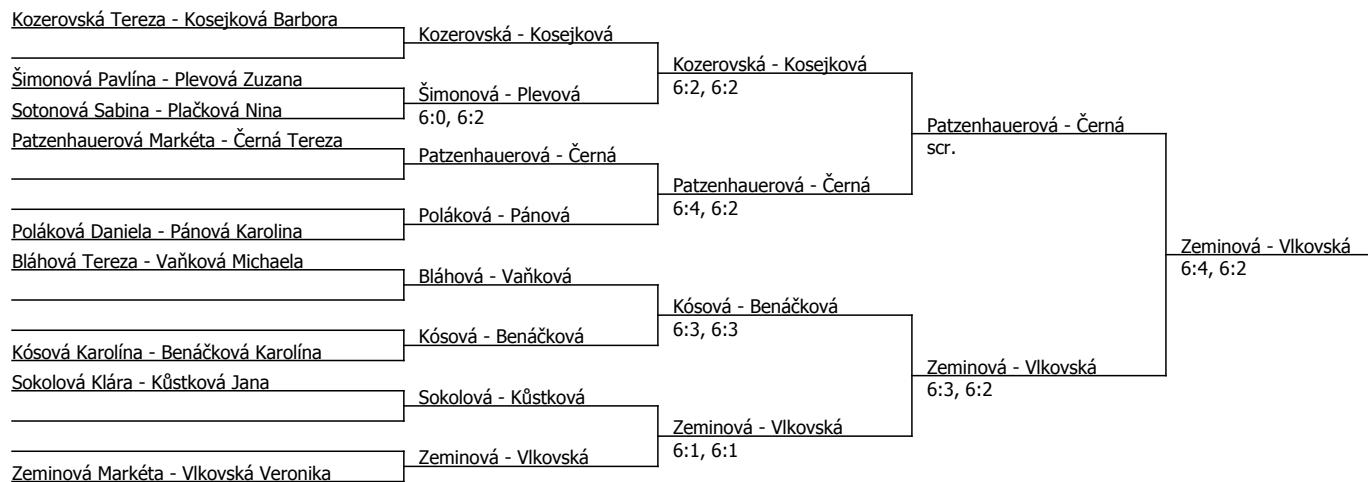 Kozerovská Tereza - Kosejková Barbora
Šimonová Pavlína - Plevová Zuzana
Sotonová Sabina - Plačková Nina
Patzenhauerová Markéta - Černá Tereza
Poláková Daniela - Pánová Karolina
Bláhová Tereza - Vaňková Michaela
Kósová Karolína - Benáčková Karolína
Sokolová Klára - Kůstková Jana
Zeminová Markéta - Vlkovská Veronika
Kozerovská - Kosejková
Šimonová - Plevová
6:0, 6:2
Patzenhauerová - Černá
Poláková - Pánová
Bláhová - Vaňková
Kósová - Benáčková
Sokolová - Kůstková
Zeminová - Vlkovská
Kozerovská - Kosejková
6:2, 6:2
Patzenhauerová - Černá
6:4, 6:2
Kósová - Benáčková
6:3, 6:3
Zeminová - Vlkovská
6:1, 6:1
Patzenhauerová - Černá
scr.
Zeminová - Vlkovská
6:3, 6:2
Zeminová - Vlkovská
6:4, 6:2